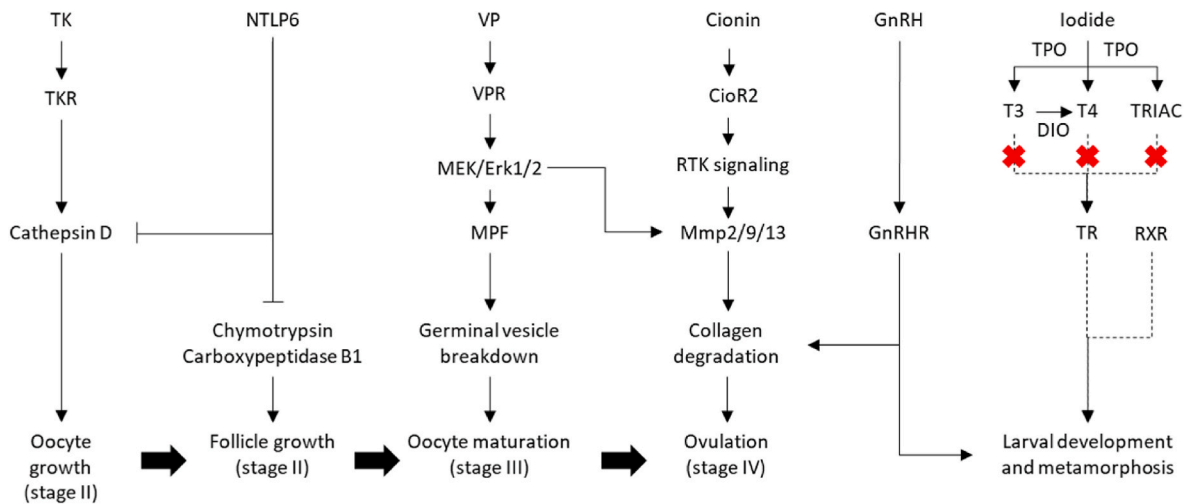 TK
NTLP6
VP
Cionin
GnRH
Iodide
TPO
TPO
TKR
VPR
CioR2
T3
T4
TRIAC
DIO
MEK/Erk1/2
RTK signaling
Cathepsin D
MPF
Mmp2/9/13
GnRHR
TR
RXR
Chymotrypsin
Carboxypeptidase B1
Germinal vesicle
breakdown
Collagen
degradation
Oocyte
growth
(stage II)
Follicle growth
(stage II)
Oocyte maturation
(stage III)
Ovulation
(stage IV)
Larval development
and metamorphosis